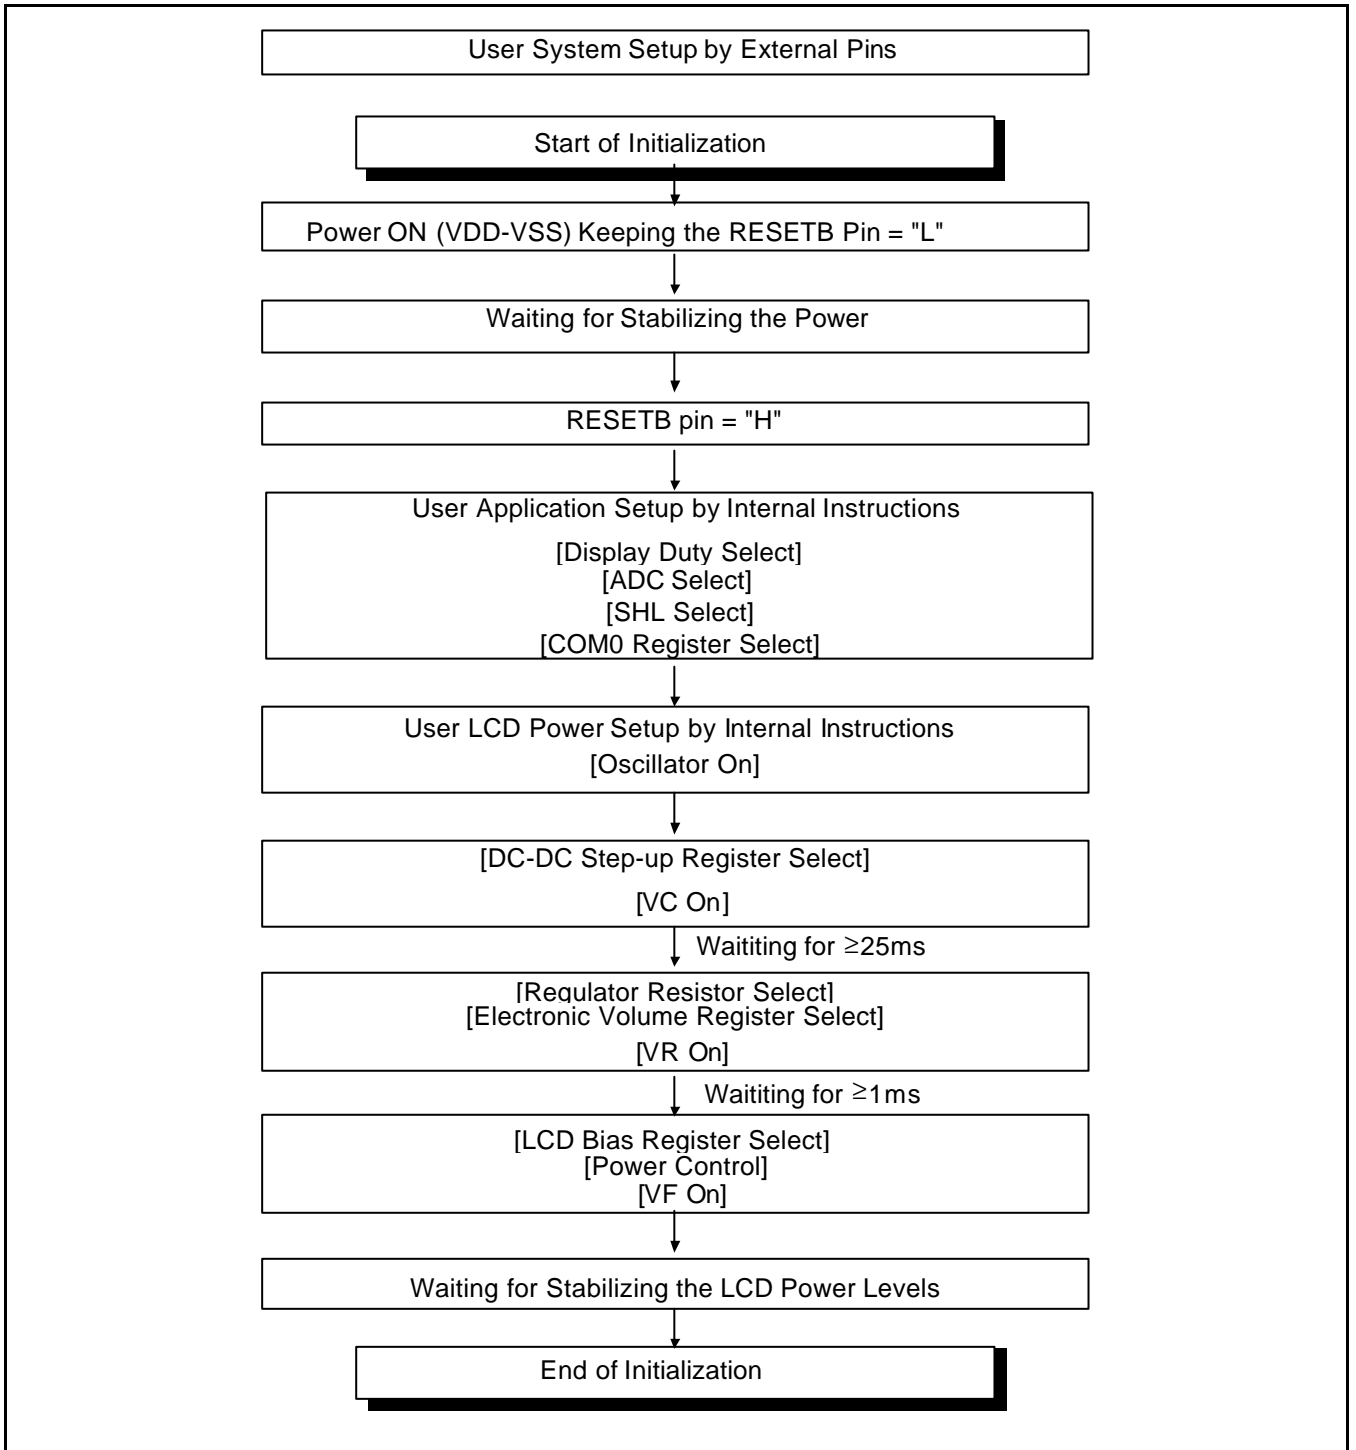 User System Setup by External Pins
Start of Initialization
Power ON (VDD-VSS) Keeping the RESETB Pin = "L"
Waiting for Stabilizing the Power
RESETB pin = "H"
User Application Setup by Internal Instructions
[Display Duty Select]
[ADC Select]
[SHL Select]
[COM0 Register Select]
User LCD Power Setup by Internal Instructions
[Oscillator On]
[DC-DC Step-up Register Select]
[VC On]
Waititing for ≥25ms
[Regulator Resistor Select]
[Electronic Volume Register Select]
[VR On]
Waititing for ≥1ms
[LCD Bias Register Select]
[Power Control]
[VF On]
Waiting for Stabilizing the LCD Power Levels
End of Initialization